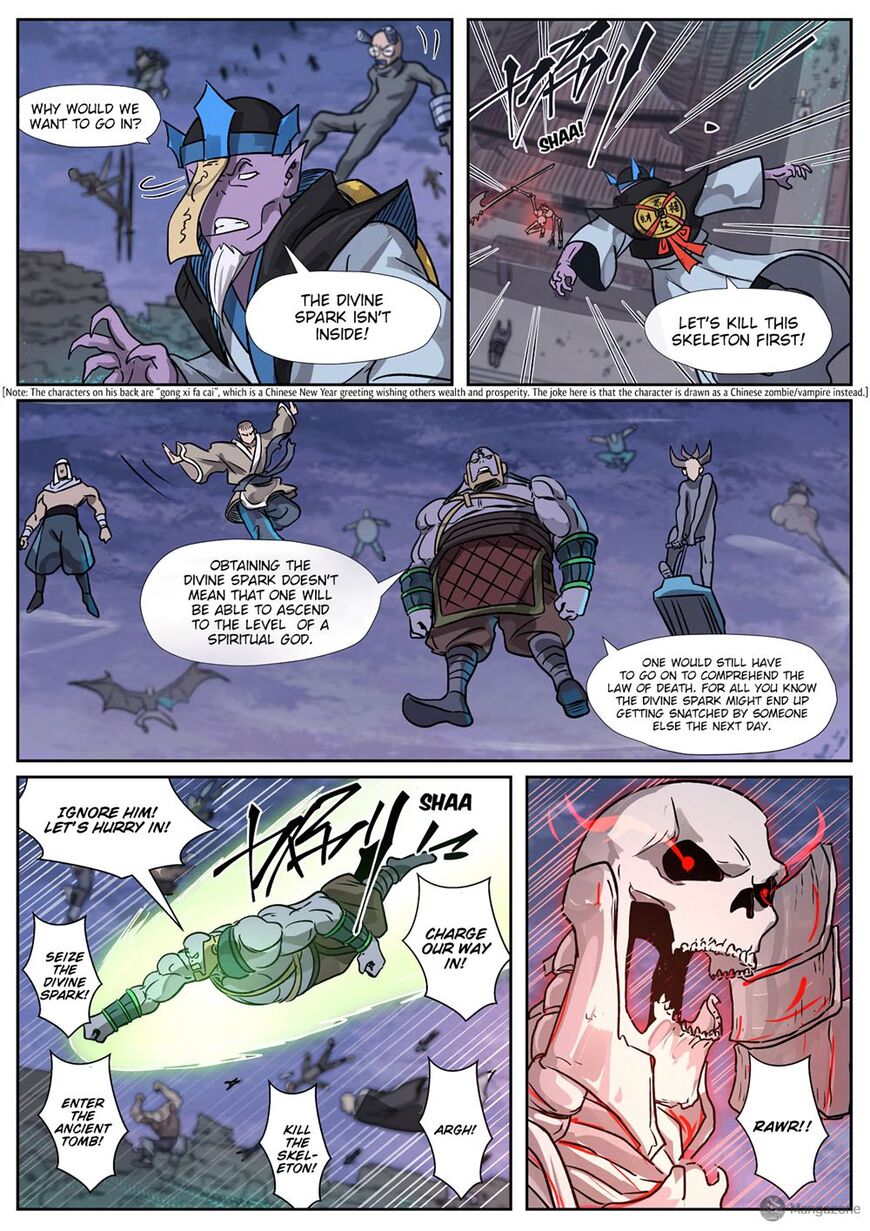 WHY WOULD WE
WANT TO GO IN?
THE DIVINE
SPARK ISN'T
INSIDE!
SHAA!
LET'S KILL THIS
SKELETON FIRST!
[Note: The characters on his back are "gong xi fa cai", which is a Chinese New Year greeting wishing others wealth and prosperity. The joke here is that the character is drawn as a Chinese zombie/vampire instead.]
OBTAINING THE
DIVINE SPARK DOESN'T
MEAN THAT ONE WILL
BE ABLE TO ASCEND
TO THE LEVEL OF A
SPIRITUAL GOD.
ONE WOULD STILL HAVE
TO GO ON TO COMPREHEND THE
LAW OF DEATH. FOR ALL YOU KNOW
THE DIVINE SPARK MIGHT END UP
GETTING SNATCHED BY SOMEONE
ELSE THE NEXT DAY.
IGNORE HIM!
LET'S HURRY IN!
SHAA
SEIZE
THE
DIVINE
SPARK!
CHARGE
OUR WAY
IN!
ENTER
THE
ANCIENT
TOMB!
KILL
THE
SKEL-
ETON!
ARGH!
RAWR!!
Mangazone